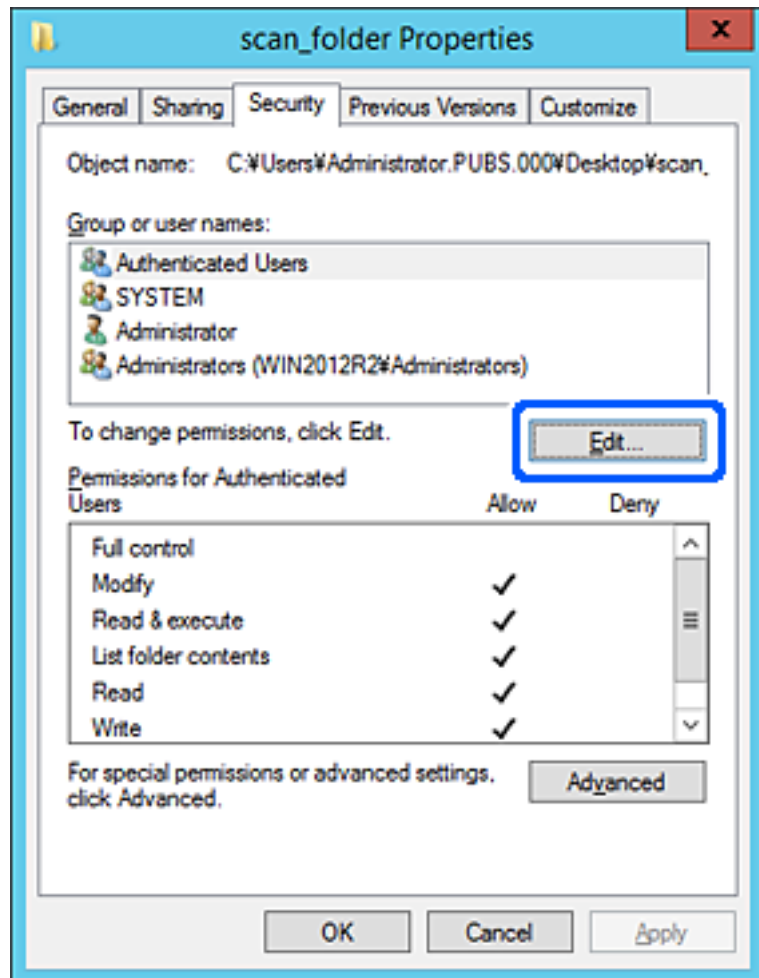 scan_folder Properties
x
General Sharing Security Previous Versions Customize
Object name: C:¥Users¥Administrator.PUBS.000¥Desktop¥scan_
Group or user names:
Authenticated Users
SYSTEM
Administrator
Administrators (WIN2012R2¥Administrators)
To change permissions, click Edit.
Edit...
Permissions for Authenticated
Users Allow Deny
Full control
Modify
Read & execute
List folder contents
Read
Write
For special permissions or advanced settings,
click Advanced.
Advanced
OK Cancel Apply